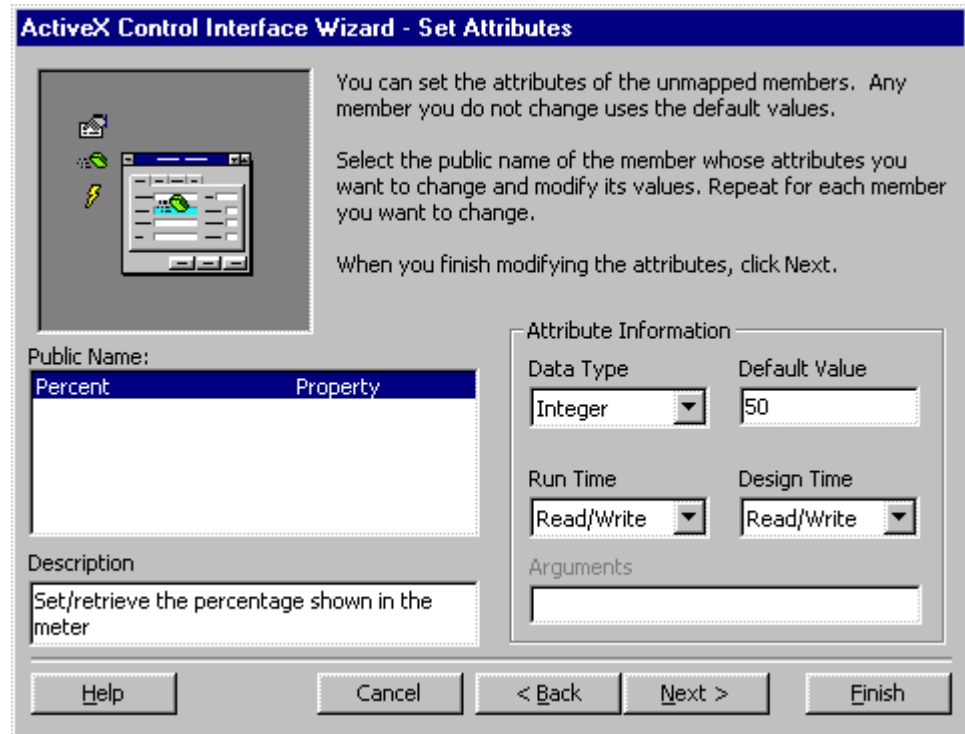 ActiveX Control Interface Wizard - Set Attributes
You can set the attributes of the unmapped members.  Any
member you do not change uses the default values.
Select the public name of the member whose attributes you
want to change and modify its values. Repeat for each member
you want to change.
When you finish modifying the attributes, click Next.
Public Name:
Percent Property
Description
Set/retrieve the percentage shown in the
meter
Attribute Information
Data Type Default Value
Integer 50
Run Time Design Time
Read/Write Read/Write
Arguments
Help Cancel < Back Next > Finish